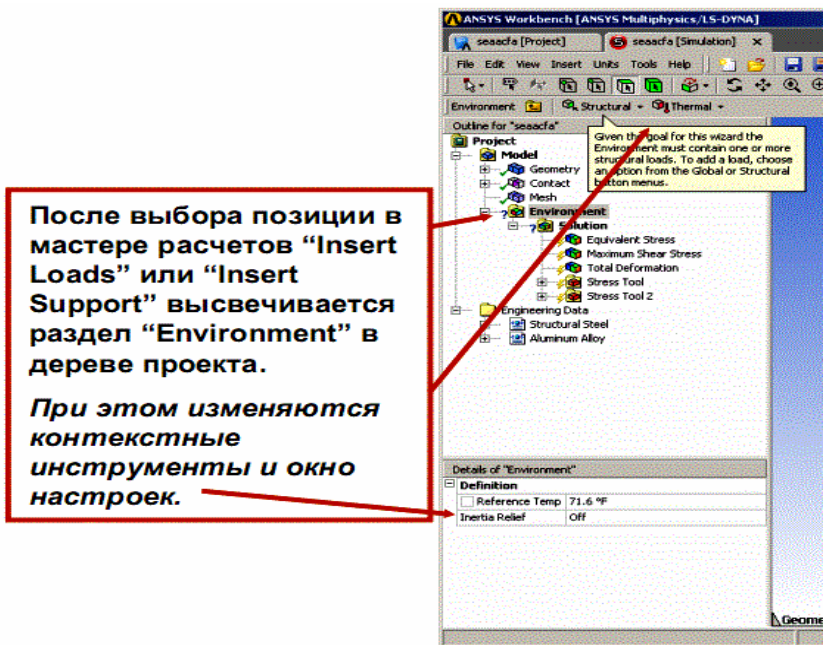 После выбора позиции в
мастере расчетов “Insert
Loads” или “Insert
Support” высвечивается
раздел “Environment” в
дереве проекта.
При этом изменяются
контекстные
инструменты и окно
настроек.
ANSYS Workbench [ANSYS Multiphysics/LS-DYNA]
seaacfa [Project]
seaacfa [Simulation]
File Edit View Insert Units Tools Help
Environment Structural Thermal
Outline for "seaacfa"
Given the goal for this wizard the
Environment must contain one or more
structural loads. To add a load, choose
an option from the Global or Structural
button menus.
Project
Model
Geometry
Contact
Mesh
Environment
Solution
Equivalent Stress
Maximum Shear Stress
Total Deformation
Stress Tool
Stress Tool 2
Engineering Data
Structural Steel
Aluminum Alloy
Details of "Environment"
Definition
Reference Temp 71.6 °F
Inertia Relief Off
Geome